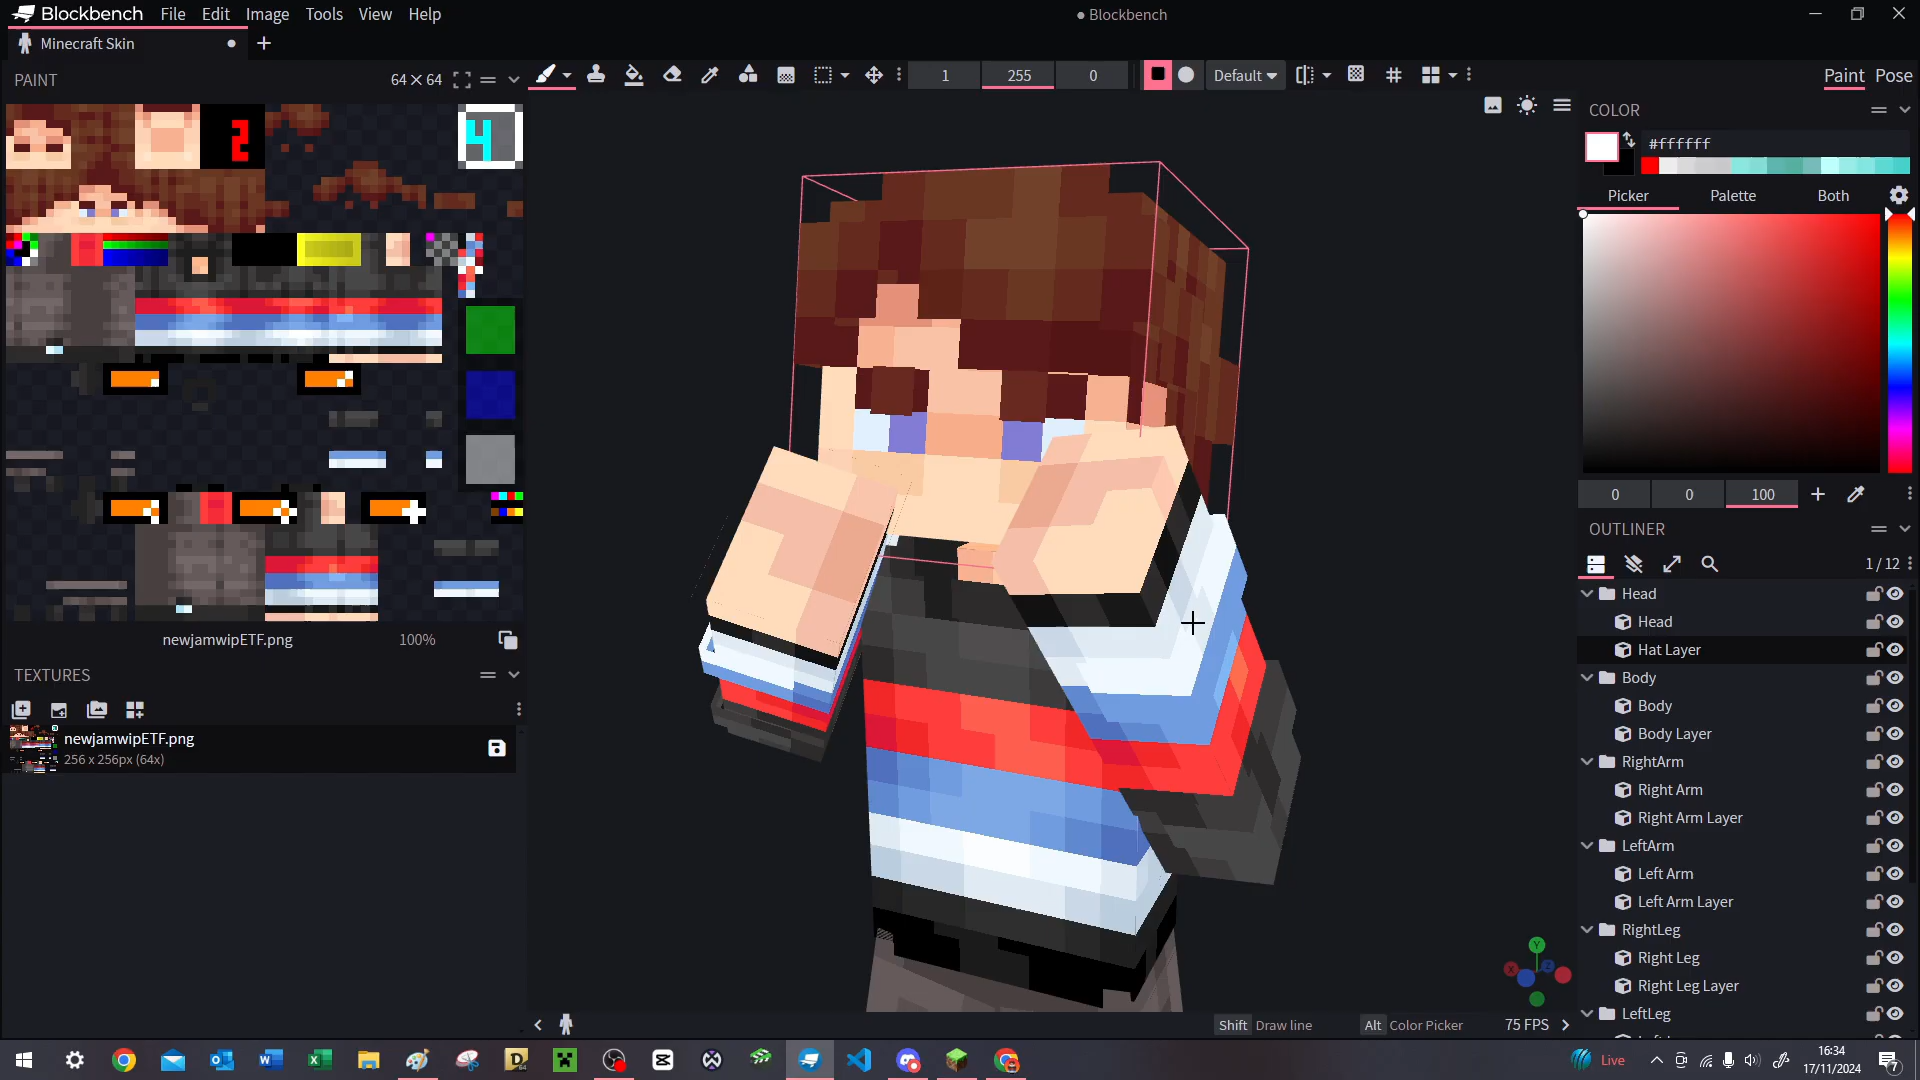 Blockbench
File
Edit
Image
Tools
View
Help
● Blockbench
Minecraft Skin
PAINT
64 × 64
1
255
0
Default
Paint
Pose
2
4
COLOR
#ffffff
Picker
Palette
Both
0
0
100
newjamwipETF.png
100%
TEXTURES
newjamwipETF.png
256 x 256px (64x)
OUTLINER
1 / 12
Head
Head
Hat Layer
Body
Body
Body Layer
RightArm
Right Arm
Right Arm Layer
LeftArm
Left Arm
Left Arm Layer
RightLeg
Right Leg
Right Leg Layer
LeftLeg
Y
X
Z
Shift
Draw line
Alt
Color Picker
75 FPS
Live
16:34
17/11/2024
7